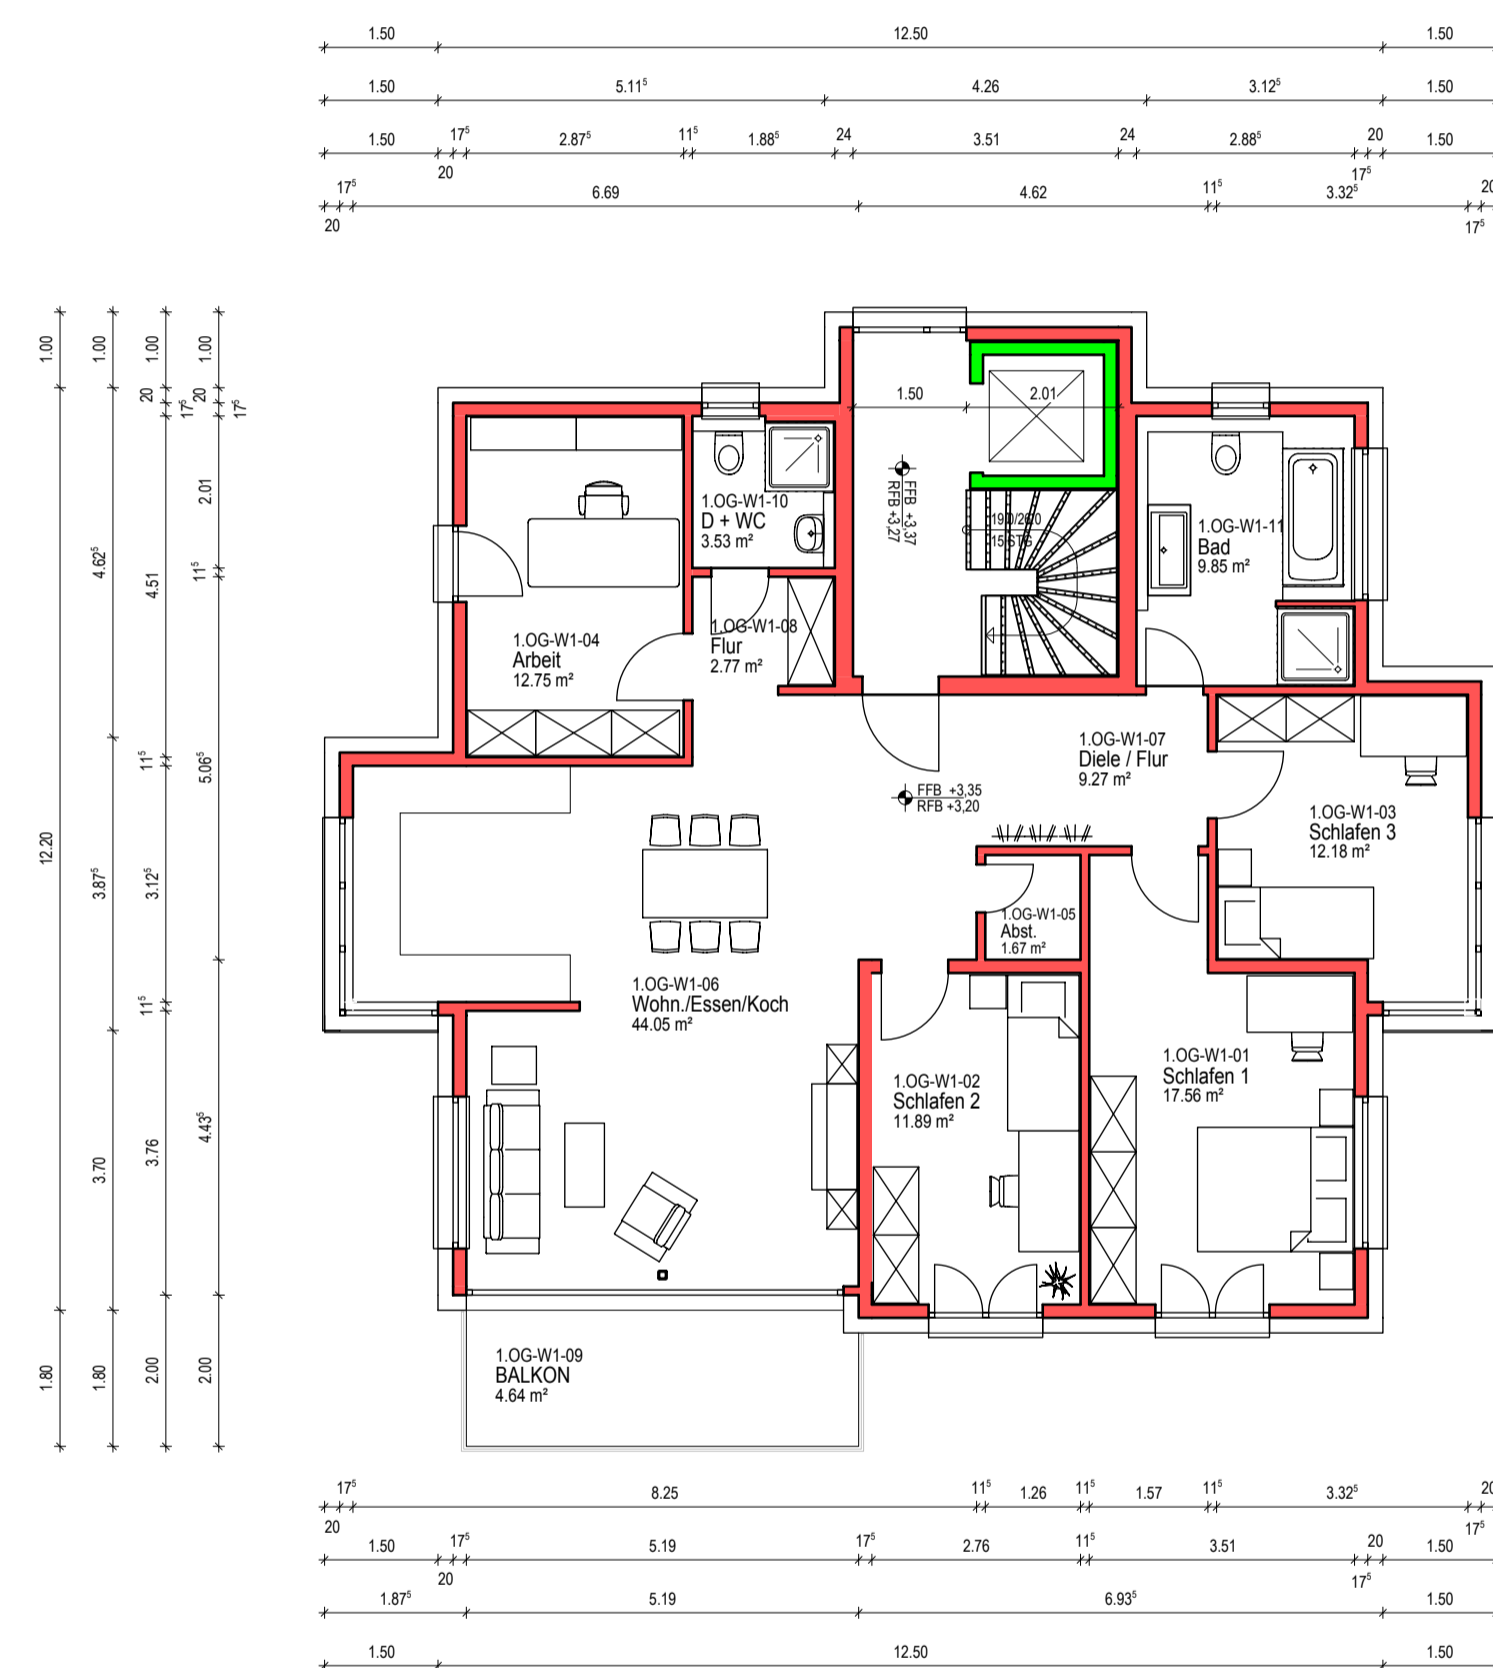 1.50 12.50 1.50
1.50 5.11⁵ 4.26 3.12⁵ 1.50
1.50 17⁵ 2.87⁵ 11⁵ 1.88⁵ 24 3.51 24 2.88⁵ 20 1.50
20 17⁵
17⁵ 6.69 4.62 11⁵ 3.32⁵ 20
20 17⁵
1.00 1.00 1.00 1.00
20 17⁵ 20 17⁵
12.20 4.62⁵ 4.51 2.01
11⁵
11⁵ 5.06⁵
3.87⁵ 3.12⁵
11⁵
3.70 3.76 4.43⁵
1.80 1.80 2.00 2.00
1.50 2.01
FFB +3,37
RFB +3,27
19,0/26,0
15 STG
1.OG-W1-10
D + WC
3.53 m²
1.OG-W1-11
Bad
9.85 m²
1.OG-W1-04
Arbeit
12.75 m²
1.OG-W1-08
Flur
2.77 m²
1.OG-W1-07
Diele / Flur
9.27 m²
FFB +3,35
RFB +3,20
1.OG-W1-03
Schlafen 3
12.18 m²
1.OG-W1-05
Abst.
1.67 m²
1.OG-W1-06
Wohn./Essen/Koch
44.05 m²
1.OG-W1-02
Schlafen 2
11.89 m²
1.OG-W1-01
Schlafen 1
17.56 m²
1.OG-W1-09
BALKON
4.64 m²
17⁵ 8.25 11⁵ 1.26 11⁵ 1.57 11⁵ 3.32⁵ 20
20 17⁵
1.50 17⁵ 5.19 17⁵ 2.76 11⁵ 3.51 20 1.50
20 17⁵
1.87⁵ 5.19 6.93⁵ 1.50
1.50 12.50 1.50